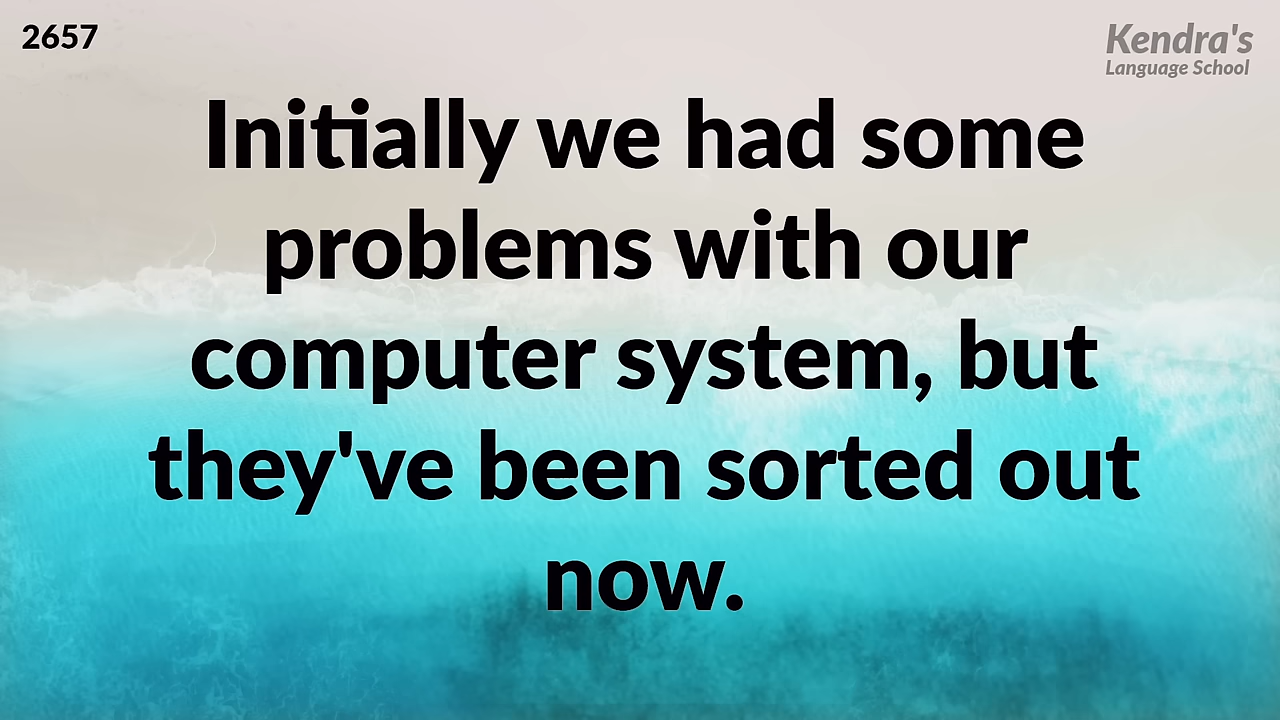 2657
Kendra's
Language School
Initially we had some
problems with our
computer system, but
they've been sorted out
now.